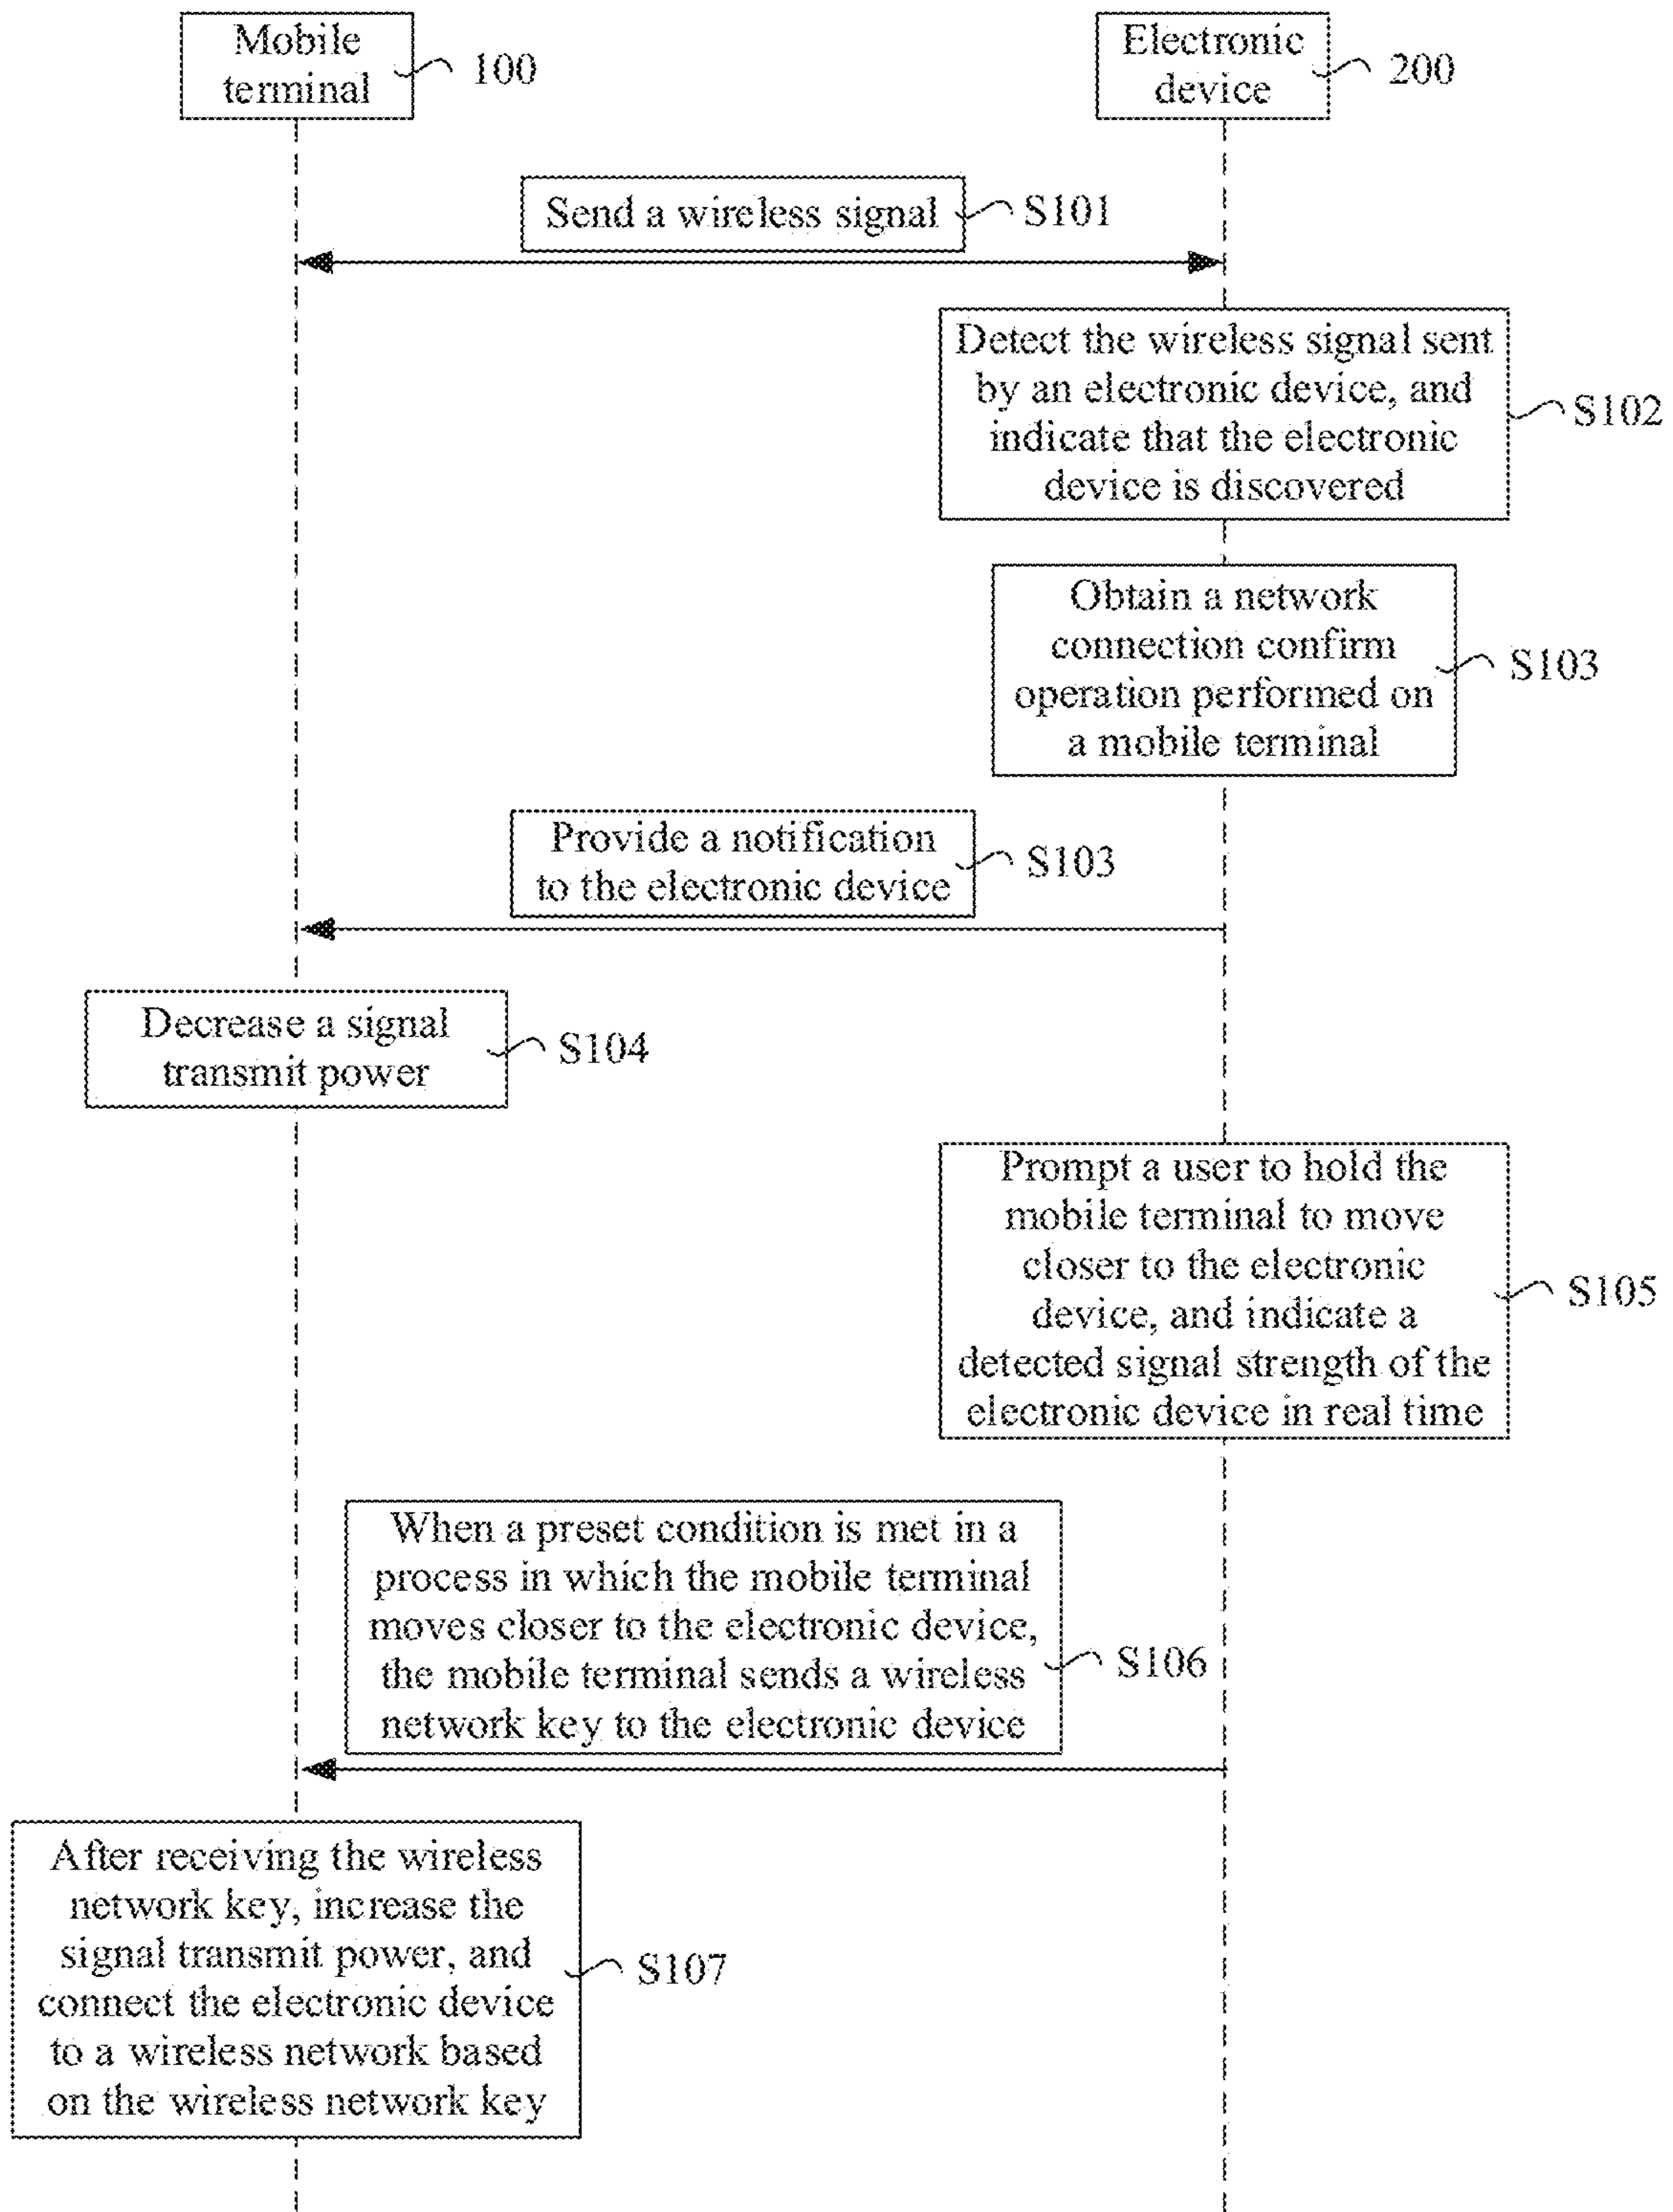 Mobile
terminal
100
Electronic
device
200
Send a wireless signal
S101
Detect the wireless signal sent
by an electronic device, and
indicate that the electronic
device is discovered
S102
Obtain a network
connection confirm
operation performed on
a mobile terminal
S103
Provide a notification
to the electronic device
S103
Decrease a signal
transmit power
S104
Prompt a user to hold the
mobile terminal to move
closer to the electronic
device, and indicate a
detected signal strength of the
electronic device in real time
S105
When a preset condition is met in a
process in which the mobile terminal
moves closer to the electronic device,
the mobile terminal sends a wireless
network key to the electronic device
S106
After receiving the wireless
network key, increase the
signal transmit power, and
connect the electronic device
to a wireless network based
on the wireless network key
S107